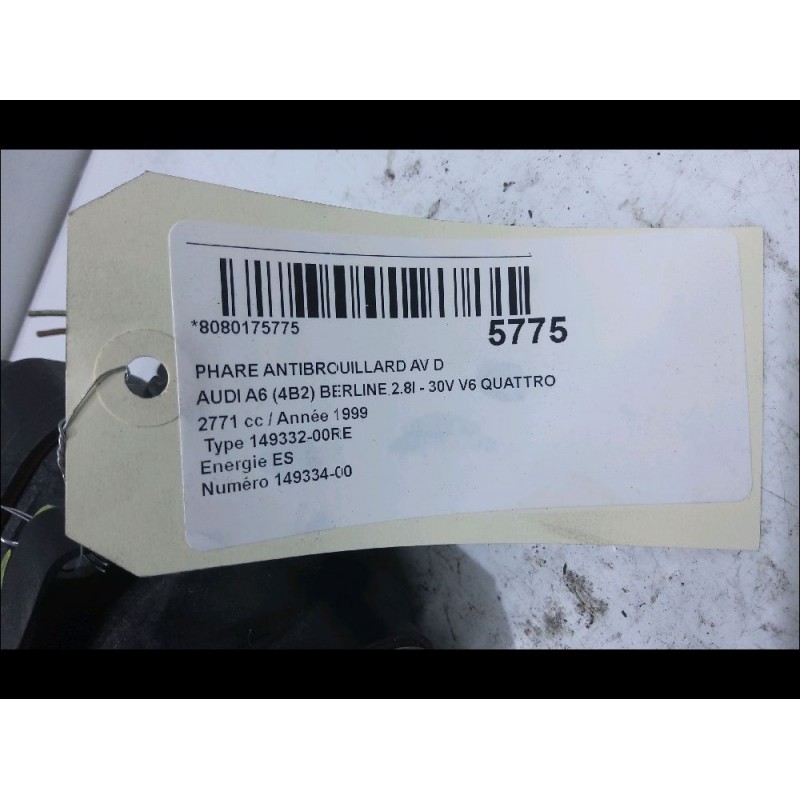 *8080175775
5775
PHARE ANTIBROUILLARD AV D
AUDI A6 (4B2) BERLINE 2.8I - 30V V6 QUATTRO
2771 cc / Année 1999
Type 149332-00RE
Energie ES
Numéro 149334-00